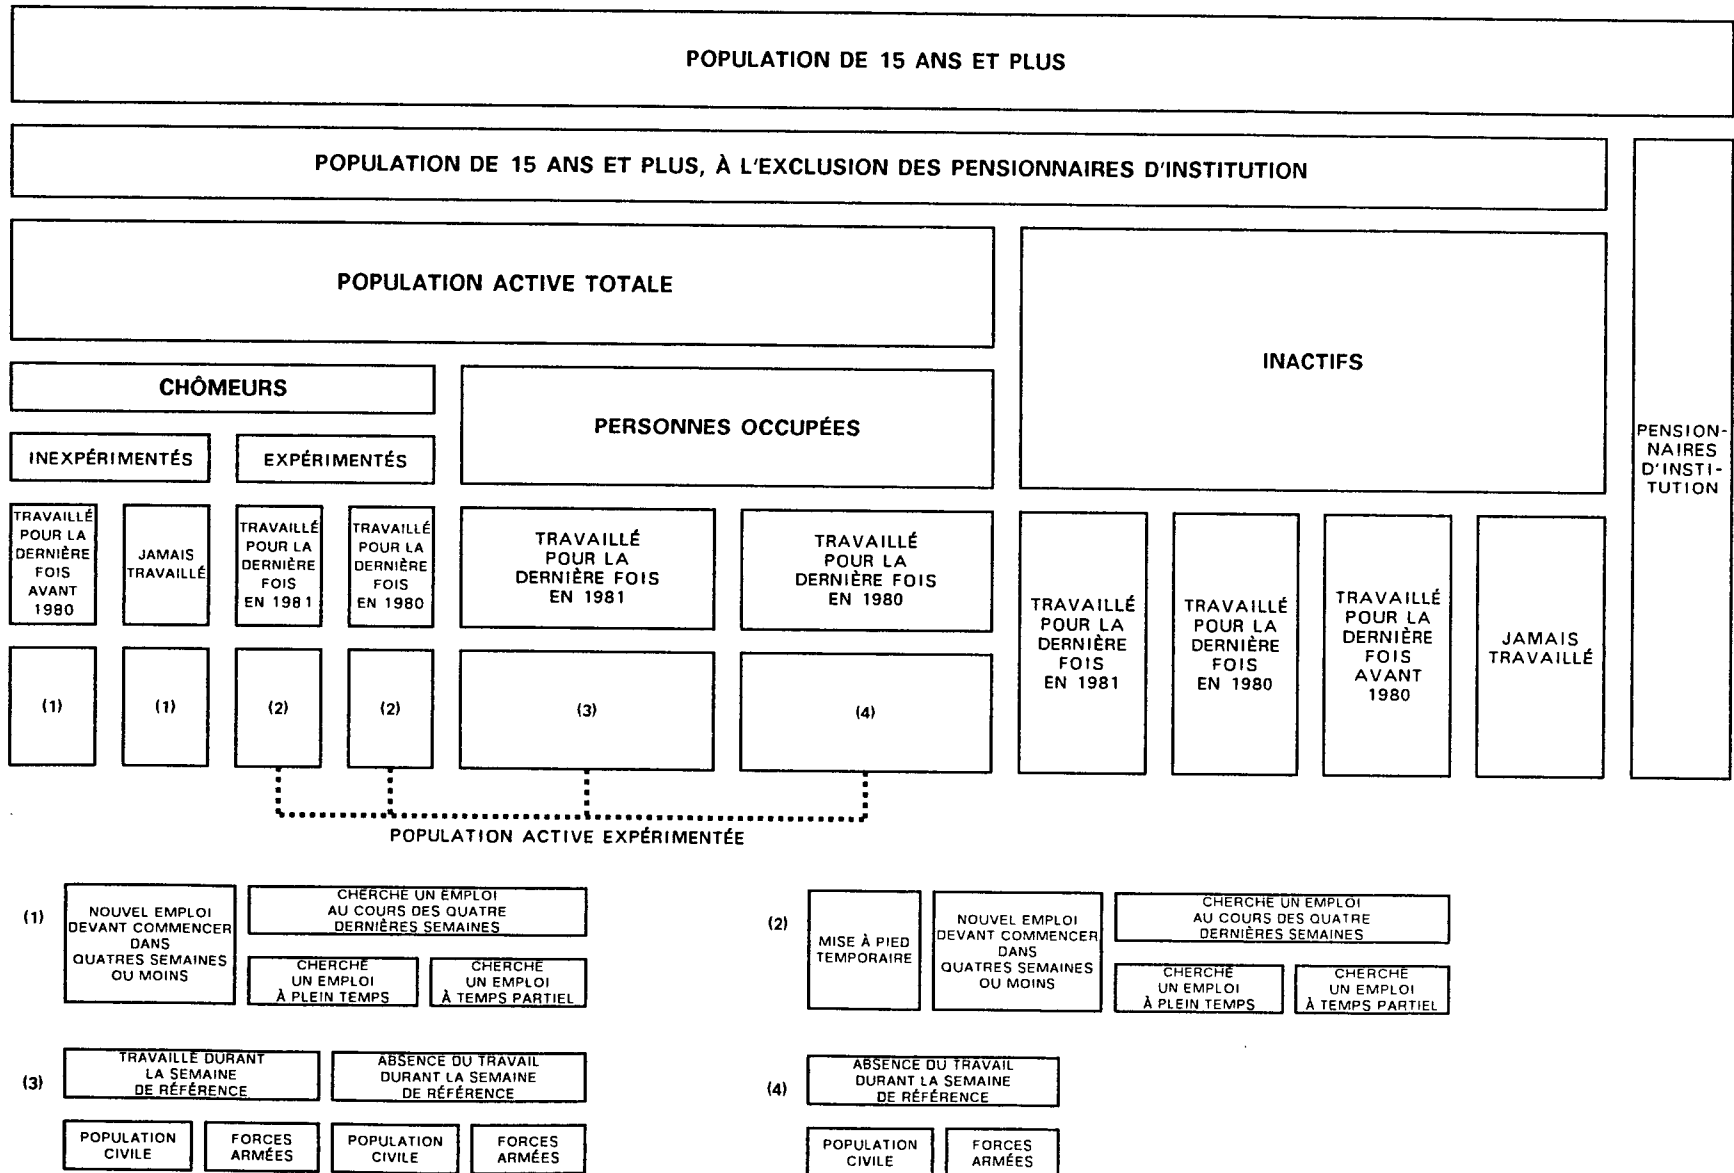 POPULATION DE 15 ANS ET PLUS
POPULATION DE 15 ANS ET PLUS, À L'EXCLUSION DES PENSIONNAIRES D'INSTITUTION
PENSION-
NAIRES
D'INSTI-
TUTION
POPULATION ACTIVE TOTALE
INACTIFS
CHÔMEURS
PERSONNES OCCUPÉES
INEXPÉRIMENTÉS
EXPÉRIMENTÉS
TRAVAILLÉ
POUR LA
DERNIÈRE
FOIS
AVANT
1980
JAMAIS
TRAVAILLÉ
TRAVAILLÉ
POUR LA
DERNIÈRE
FOIS
EN 1981
TRAVAILLÉ
POUR LA
DERNIÈRE
FOIS
EN 1980
TRAVAILLÉ
POUR LA
DERNIÈRE FOIS
EN 1981
TRAVAILLÉ
POUR LA
DERNIÈRE FOIS
EN 1980
TRAVAILLÉ
POUR LA
DERNIÈRE
FOIS
EN 1981
TRAVAILLÉ
POUR LA
DERNIÈRE
FOIS
EN 1980
TRAVAILLÉ
POUR LA
DERNIÈRE
FOIS
AVANT
1980
JAMAIS
TRAVAILLÉ
(1)
(1)
(2)
(2)
(3)
(4)
POPULATION ACTIVE EXPÉRIMENTÉE
(1)
NOUVEL EMPLOI
DEVANT COMMENCER
DANS
QUATRES SEMAINES
OU MOINS
CHERCHÉ UN EMPLOI
AU COURS DES QUATRE
DERNIÈRES SEMAINES
CHERCHÉ
UN EMPLOI
À PLEIN TEMPS
CHERCHÉ
UN EMPLOI
À TEMPS PARTIEL
(2)
MISE À PIED
TEMPORAIRE
NOUVEL EMPLOI
DEVANT COMMENCER
DANS
QUATRES SEMAINES
OU MOINS
CHERCHÉ UN EMPLOI
AU COURS DES QUATRE
DERNIÈRES SEMAINES
CHERCHÉ
UN EMPLOI
À PLEIN TEMPS
CHERCHÉ
UN EMPLOI
À TEMPS PARTIEL
(3)
TRAVAILLÉ DURANT
LA SEMAINE
DE RÉFÉRENCE
ABSENCE DU TRAVAIL
DURANT LA SEMAINE
DE RÉFÉRENCE
POPULATION
CIVILE
FORCES
ARMÉES
POPULATION
CIVILE
FORCES
ARMÉES
(4)
ABSENCE DU TRAVAIL
DURANT LA SEMAINE
DE RÉFÉRENCE
POPULATION
CIVILE
FORCES
ARMÉES